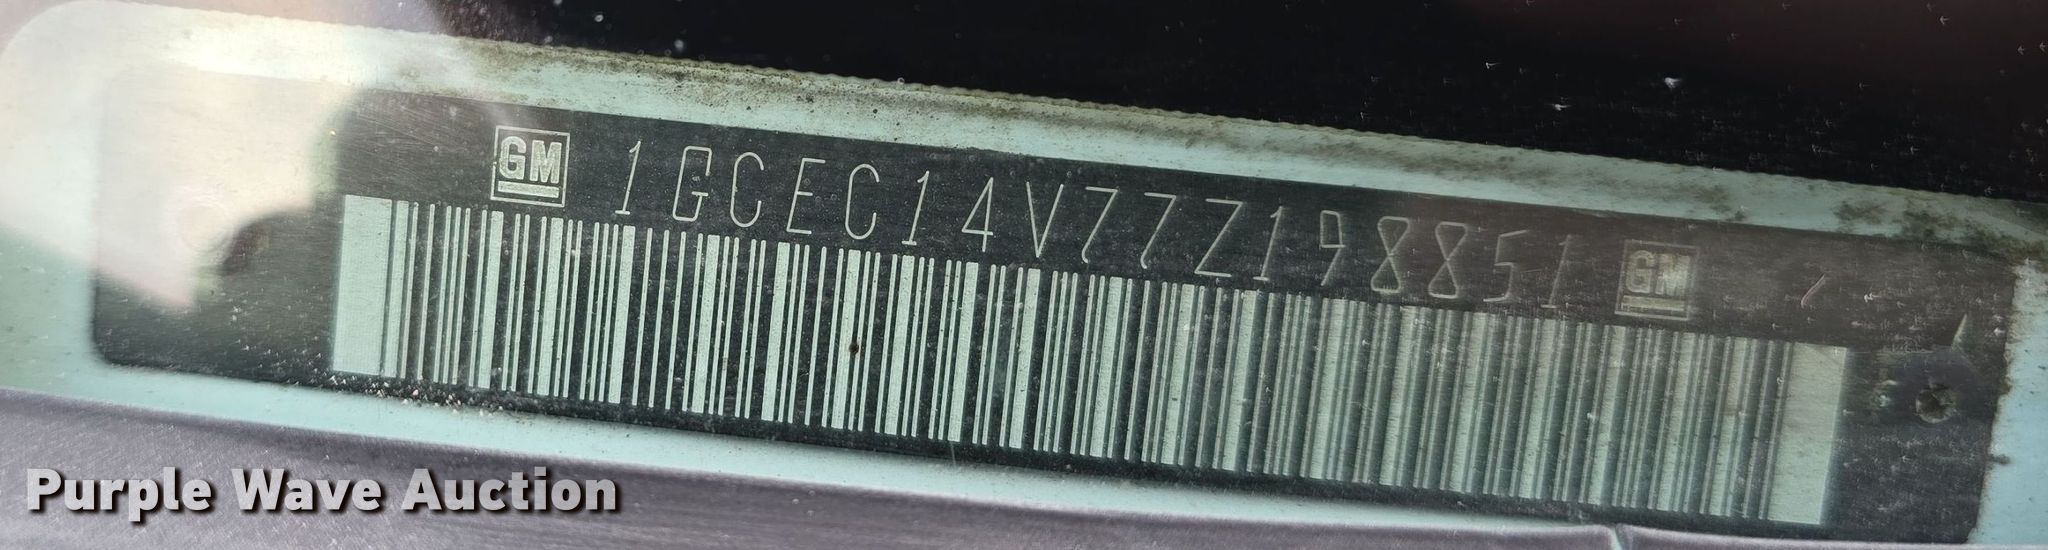 GM 1GCEC14V77Z198851 GM
Purple Wave Auction